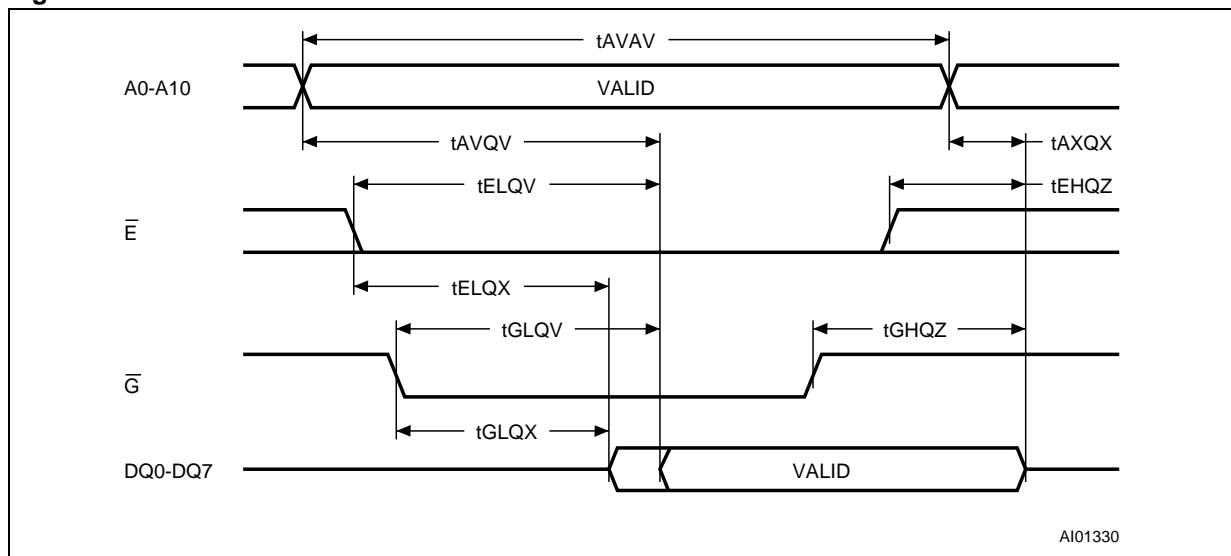 tAVAV
A0-A10
VALID
tAVQV
tAXQX
tELQV
tEHQZ
E̅
tELQX
tGLQV
tGHQZ
G̅
tGLQX
DQ0-DQ7
VALID
AI01330